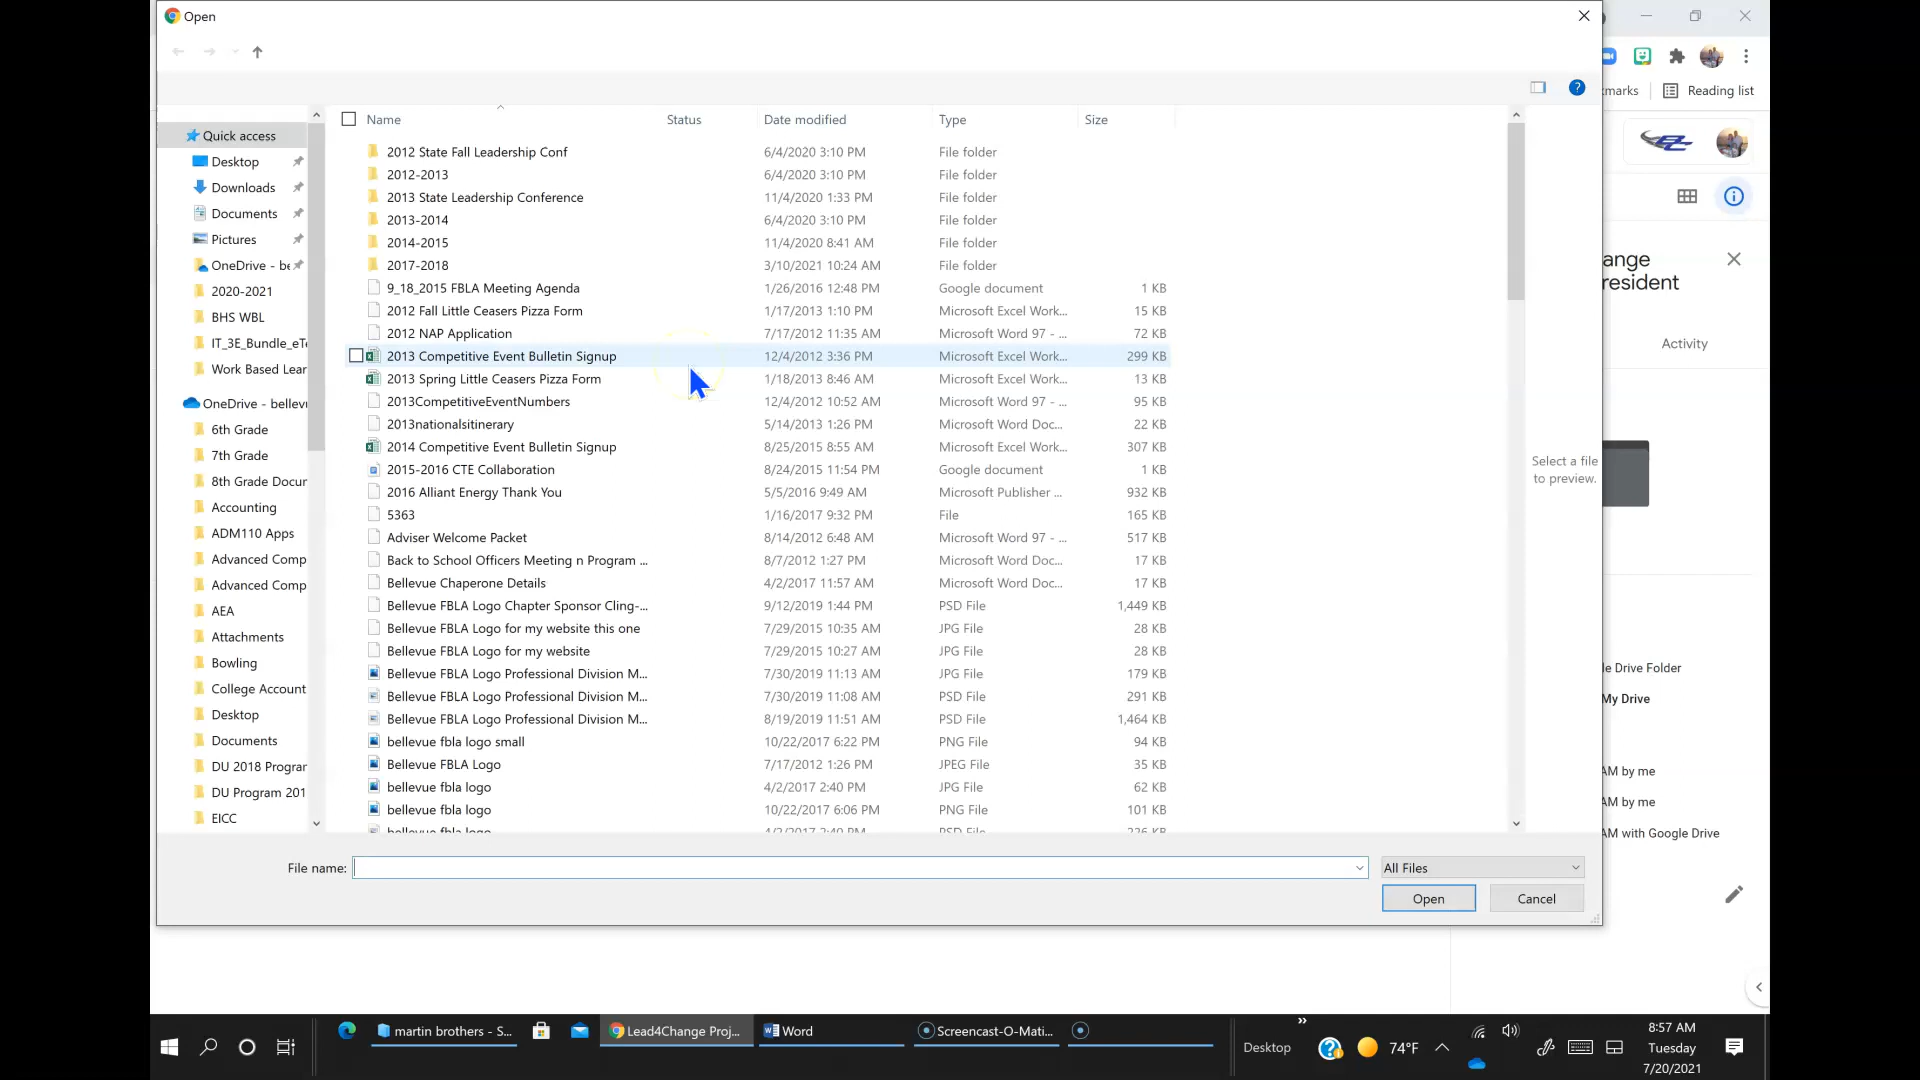 Open
Quick access
Desktop
Downloads
Documents
Pictures
OneDrive - be
2020-2021
BHS WBL
IT_3E_Bundle_eTe
Work Based Lear
OneDrive - bellevu
6th Grade
7th Grade
8th Grade Docur
Accounting
ADM110 Apps
Advanced Comp
Advanced Comp
AEA
Attachments
Bowling
College Account
Desktop
Documents
DU 2018 Prograr
DU Program 201
EICC
Name Status Date modified Type Size
2012 State Fall Leadership Conf 6/4/2020 3:10 PM File folder
2012-2013 6/4/2020 3:10 PM File folder
2013 State Leadership Conference 11/4/2020 1:33 PM File folder
2013-2014 6/4/2020 3:10 PM File folder
2014-2015 11/4/2020 8:41 AM File folder
2017-2018 3/10/2021 10:24 AM File folder
9_18_2015 FBLA Meeting Agenda 1/26/2016 12:48 PM Google document 1 KB
2012 Fall Little Ceasers Pizza Form 1/17/2013 1:10 PM Microsoft Excel Work... 15 KB
2012 NAP Application 7/17/2012 11:35 AM Microsoft Word 97 - ... 72 KB
2013 Competitive Event Bulletin Signup 12/4/2012 3:36 PM Microsoft Excel Work... 299 KB
2013 Spring Little Ceasers Pizza Form 1/18/2013 8:46 AM Microsoft Excel Work... 13 KB
2013CompetitiveEventNumbers 12/4/2012 10:52 AM Microsoft Word 97 - ... 95 KB
2013nationalsitinerary 5/14/2013 1:26 PM Microsoft Word Doc... 22 KB
2014 Competitive Event Bulletin Signup 8/25/2015 8:55 AM Microsoft Excel Work... 307 KB
2015-2016 CTE Collaboration 8/24/2015 11:54 PM Google document 1 KB
2016 Alliant Energy Thank You 5/5/2016 9:49 AM Microsoft Publisher ... 932 KB
5363 1/16/2017 9:32 PM File 165 KB
Adviser Welcome Packet 8/14/2012 6:48 AM Microsoft Word 97 - ... 517 KB
Back to School Officers Meeting n Program ... 8/7/2012 1:27 PM Microsoft Word Doc... 17 KB
Bellevue Chaperone Details 4/2/2017 11:57 AM Microsoft Word Doc... 17 KB
Bellevue FBLA Logo Chapter Sponsor Cling-... 9/12/2019 1:44 PM PSD File 1,449 KB
Bellevue FBLA Logo for my website this one 7/29/2015 10:35 AM JPG File 28 KB
Bellevue FBLA Logo for my website 7/29/2015 10:27 AM JPG File 28 KB
Bellevue FBLA Logo Professional Division M... 7/30/2019 11:13 AM JPG File 179 KB
Bellevue FBLA Logo Professional Division M... 7/30/2019 11:08 AM PSD File 291 KB
Bellevue FBLA Logo Professional Division M... 8/19/2019 11:51 AM PSD File 1,464 KB
bellevue fbla logo small 10/22/2017 6:22 PM PNG File 94 KB
Bellevue FBLA Logo 7/17/2012 1:26 PM JPEG File 35 KB
bellevue fbla logo 4/2/2017 2:40 PM JPG File 62 KB
bellevue fbla logo 10/22/2017 6:06 PM PNG File 101 KB
bellevue fbla logo 4/2/2017 2:40 PM PSD File 226 KB
Select a file
to preview.
File name: All Files
Open Cancel
kmarks Reading list
BC
ange
resident
Activity
le Drive Folder
My Drive
AM by me
AM by me
AM with Google Drive
martin brothers - S...
Lead4Change Proj...
Word
Screencast-O-Mati...
Desktop
74°F
8:57 AM
Tuesday
7/20/2021